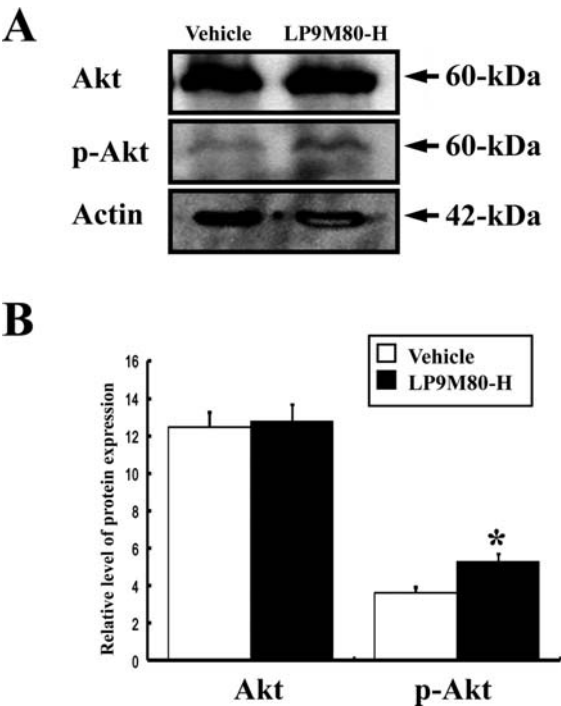 A
Vehicle LP9M80-H
Akt 60-kDa
p-Akt 60-kDa
Actin 42-kDa
B
Vehicle
LP9M80-H
Relative level of protein expression
16
14
12
10
8
6
4
2
0
*
Akt p-Akt